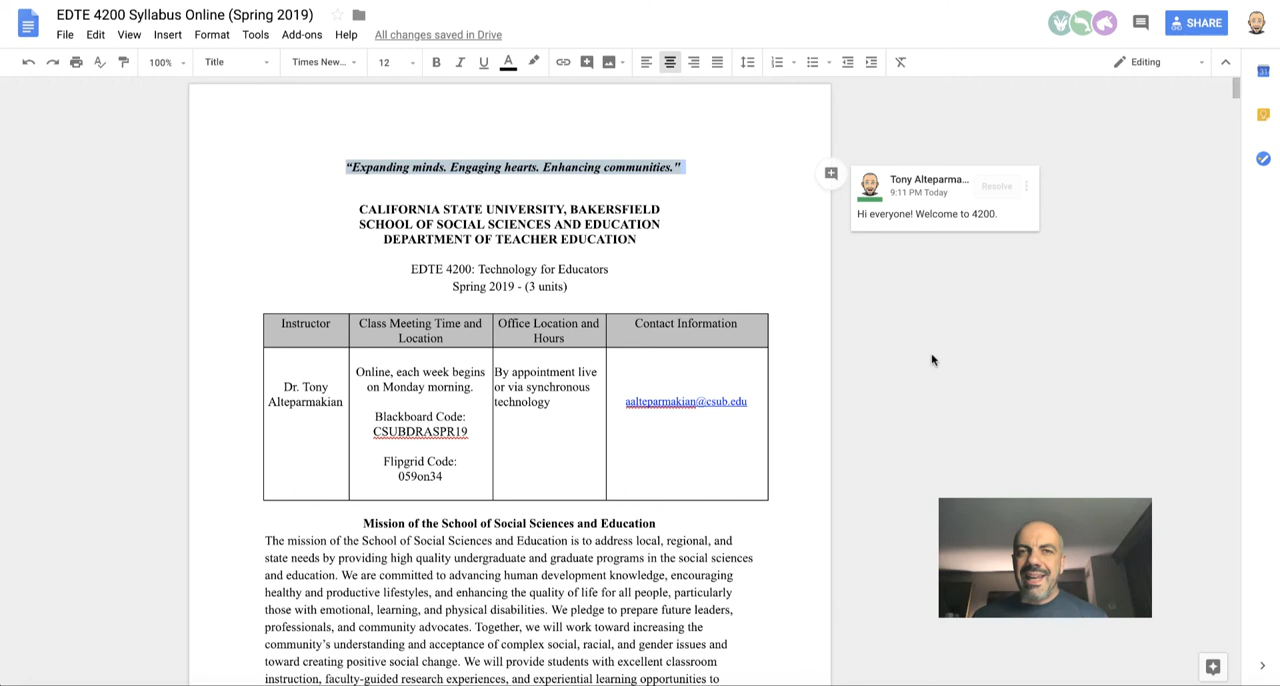 EDTE 4200 Syllabus Online (Spring 2019)
File Edit View Insert Format Tools Add-ons Help All changes saved in Drive
SHARE
100% Title Times New... 12 Editing
“Expanding minds. Engaging hearts. Enhancing communities."
Tony Alteparma...
9:11 PM Today
Resolve
Hi everyone! Welcome to 4200.
CALIFORNIA STATE UNIVERSITY, BAKERSFIELD
SCHOOL OF SOCIAL SCIENCES AND EDUCATION
DEPARTMENT OF TEACHER EDUCATION
EDTE 4200: Technology for Educators
Spring 2019 - (3 units)
Instructor
Class Meeting Time and
Location
Office Location and
Hours
Contact Information
Dr. Tony
Alteparmakian
Online, each week begins
on Monday morning.
Blackboard Code:
CSUBDRASPR19
Flipgrid Code:
059on34
By appointment live
or via synchronous
technology
aalteparmakian@csub.edu
Mission of the School of Social Sciences and Education
The mission of the School of Social Sciences and Education is to address local, regional, and
state needs by providing high quality undergraduate and graduate programs in the social sciences
and education. We are committed to advancing human development knowledge, encouraging
healthy and productive lifestyles, and enhancing the quality of life for all people, particularly
those with emotional, learning, and physical disabilities. We pledge to prepare future leaders,
professionals, and community advocates. Together, we will work toward increasing the
community’s understanding and acceptance of complex social, racial, and gender issues and
toward creating positive social change. We will provide students with excellent classroom
instruction, faculty-guided research experiences, and experiential learning opportunities to